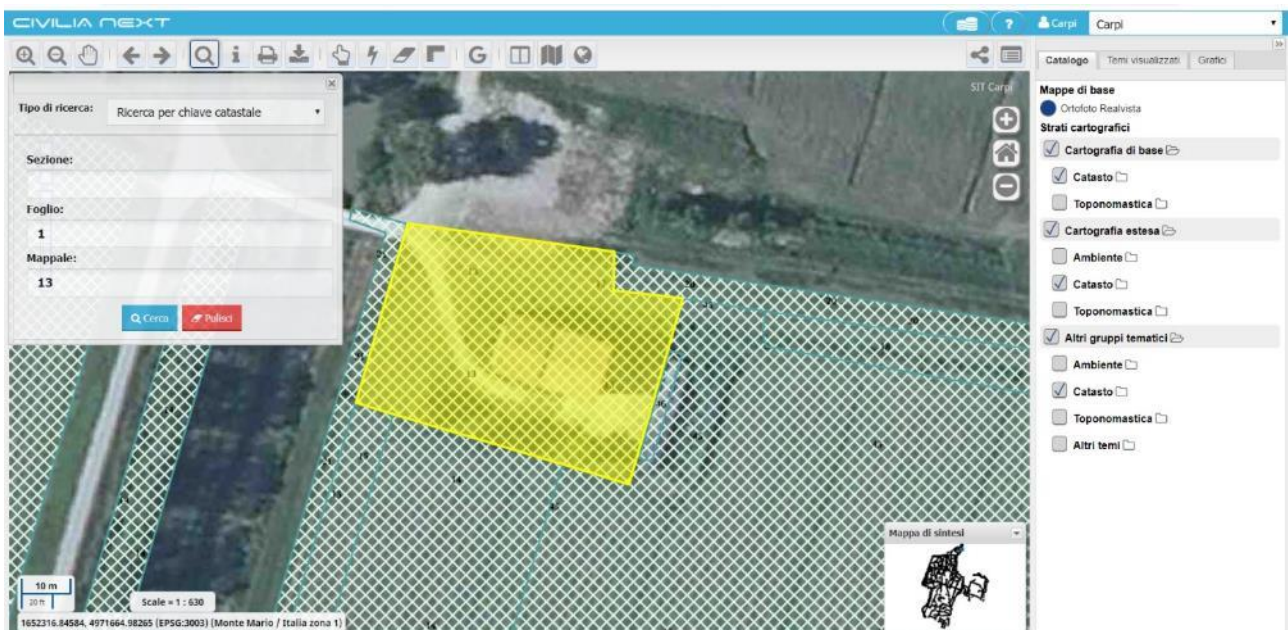 CIVILIA NEXT
?
Carpi
Carpi
i
G
Tipo di ricerca:
Ricerca per chiave catastale
Sezione:
Foglio:
1
Mappale:
13
Cerca
Pulisci
SIT Carpi
Catalogo
Temi visualizzati
Grafici
Mappe di base
Ortofoto Realvista
Strati cartografici
Cartografia di base
Catasto
Toponomastica
Cartografia estesa
Ambiente
Catasto
Toponomastica
Altri gruppi tematici
Ambiente
Catasto
Toponomastica
Altri temi
Mappa di sintesi
10 m
20 ft
Scale = 1 : 630
1652316.84584, 4971664.98265 (EPSG:3003) (Monte Mario / Italia zona 1)